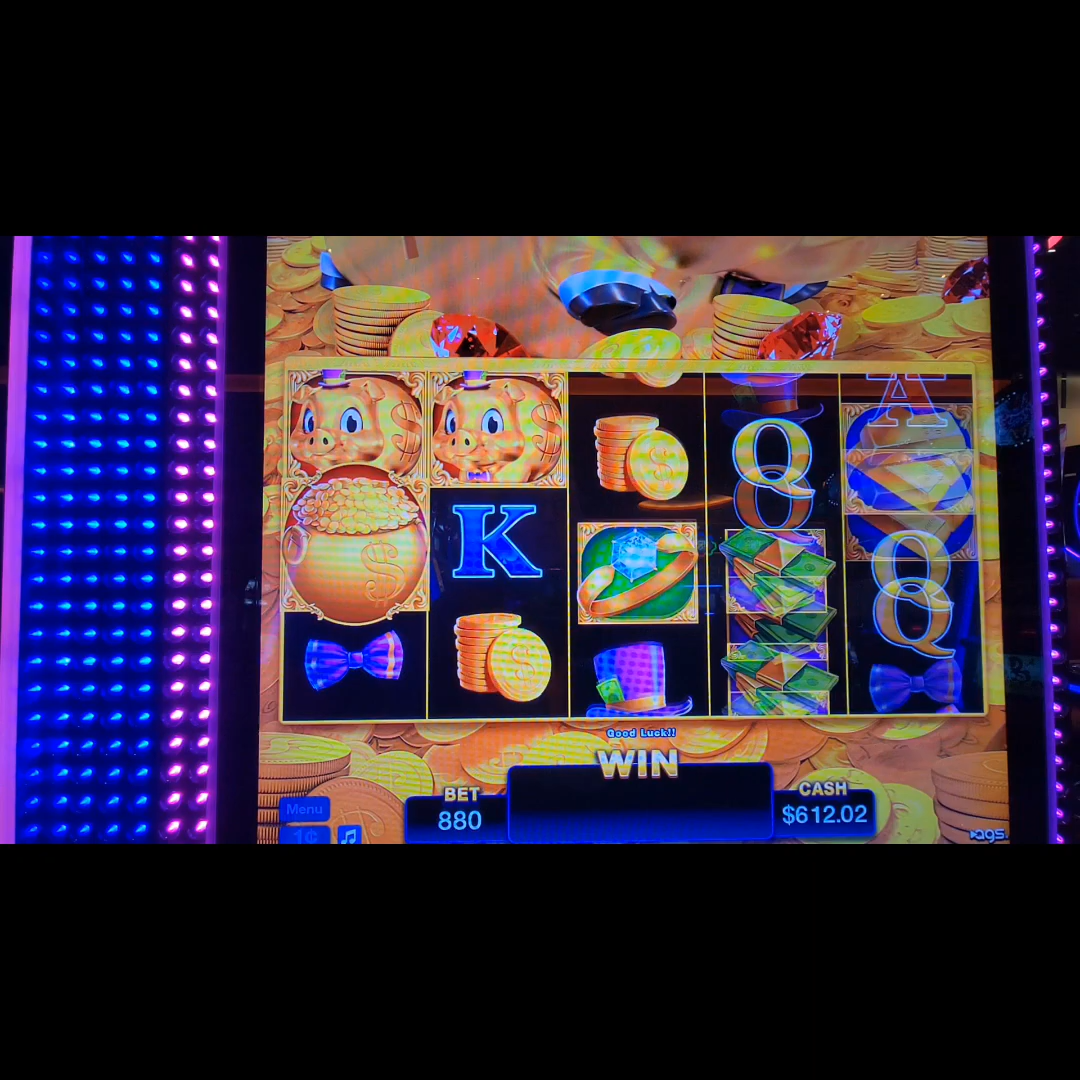 A
Q
Q
K
Q
Q
Good Luck!!
WIN
BET
CASH
Menu
880
$612.02
1¢
ags